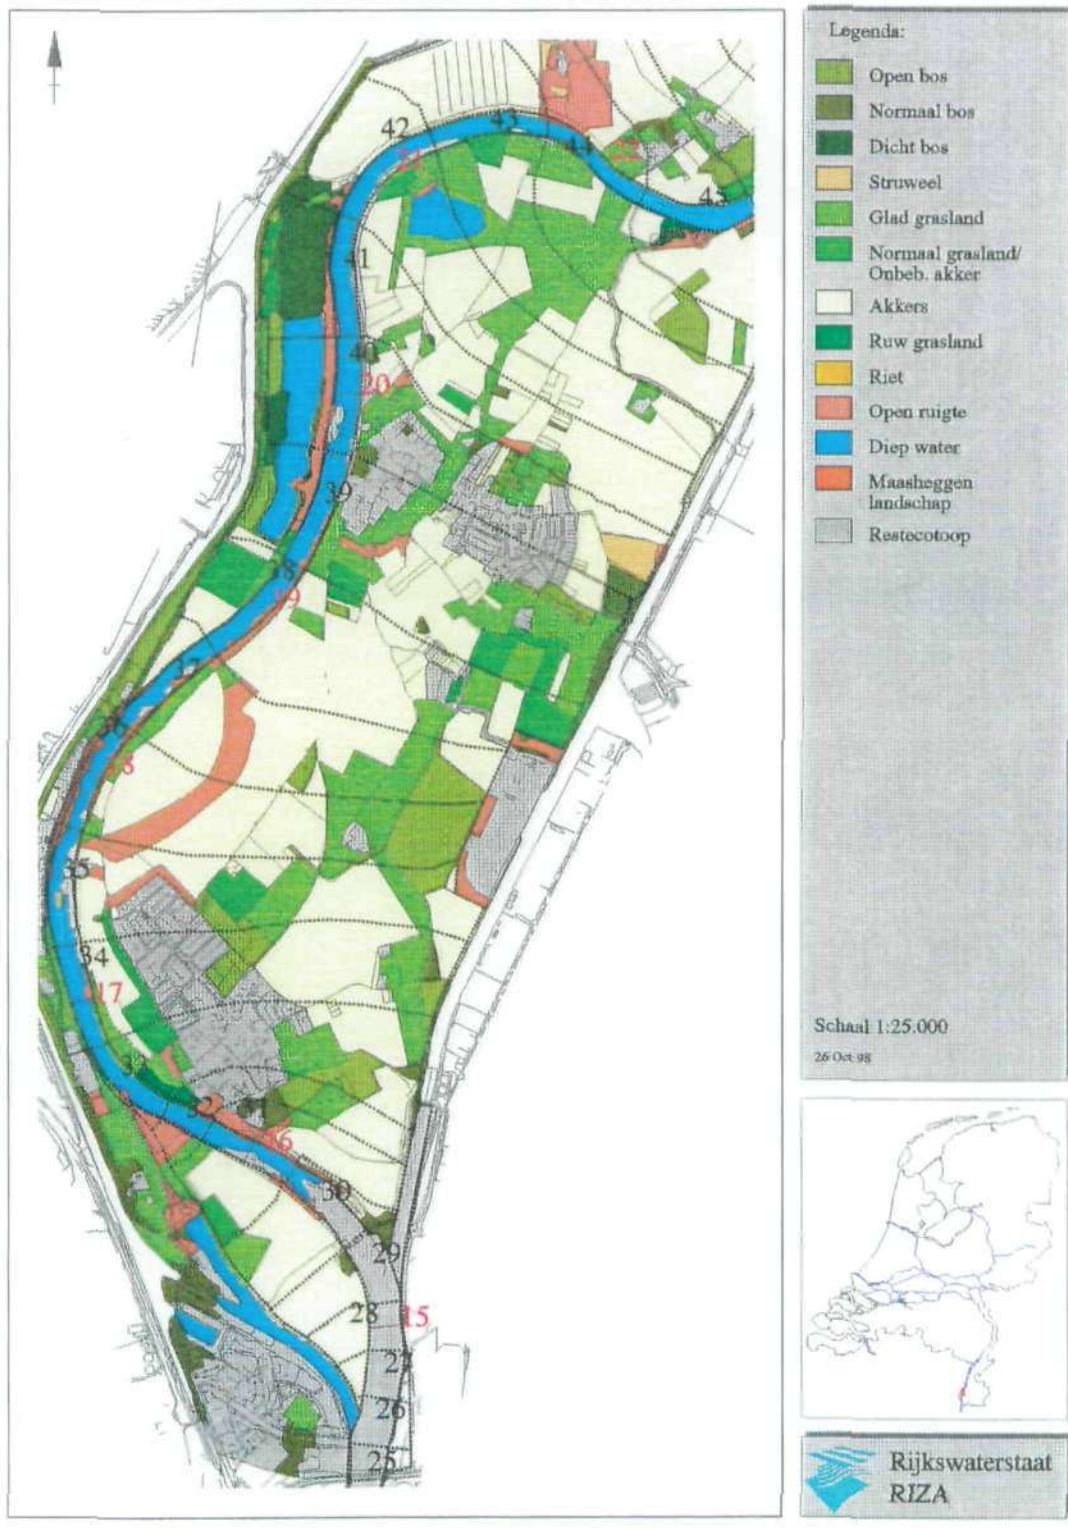 Legenda:
Open bos
Normaal bos
Dicht bos
Struweel
Glad grasland
Normaal grasland/
Onbeb. akker
Akkers
Ruw grasland
Riet
Open ruigte
Diep water
Maasheggen
landschap
Restecotoop
Schaal 1:25.000
26 Oct 98
Rijkswaterstaat
RIZA
42
43
44
22
45
41
40
20
39
38
19
37
36
35
34
17
33
32
30
29
28
15
27
26
25